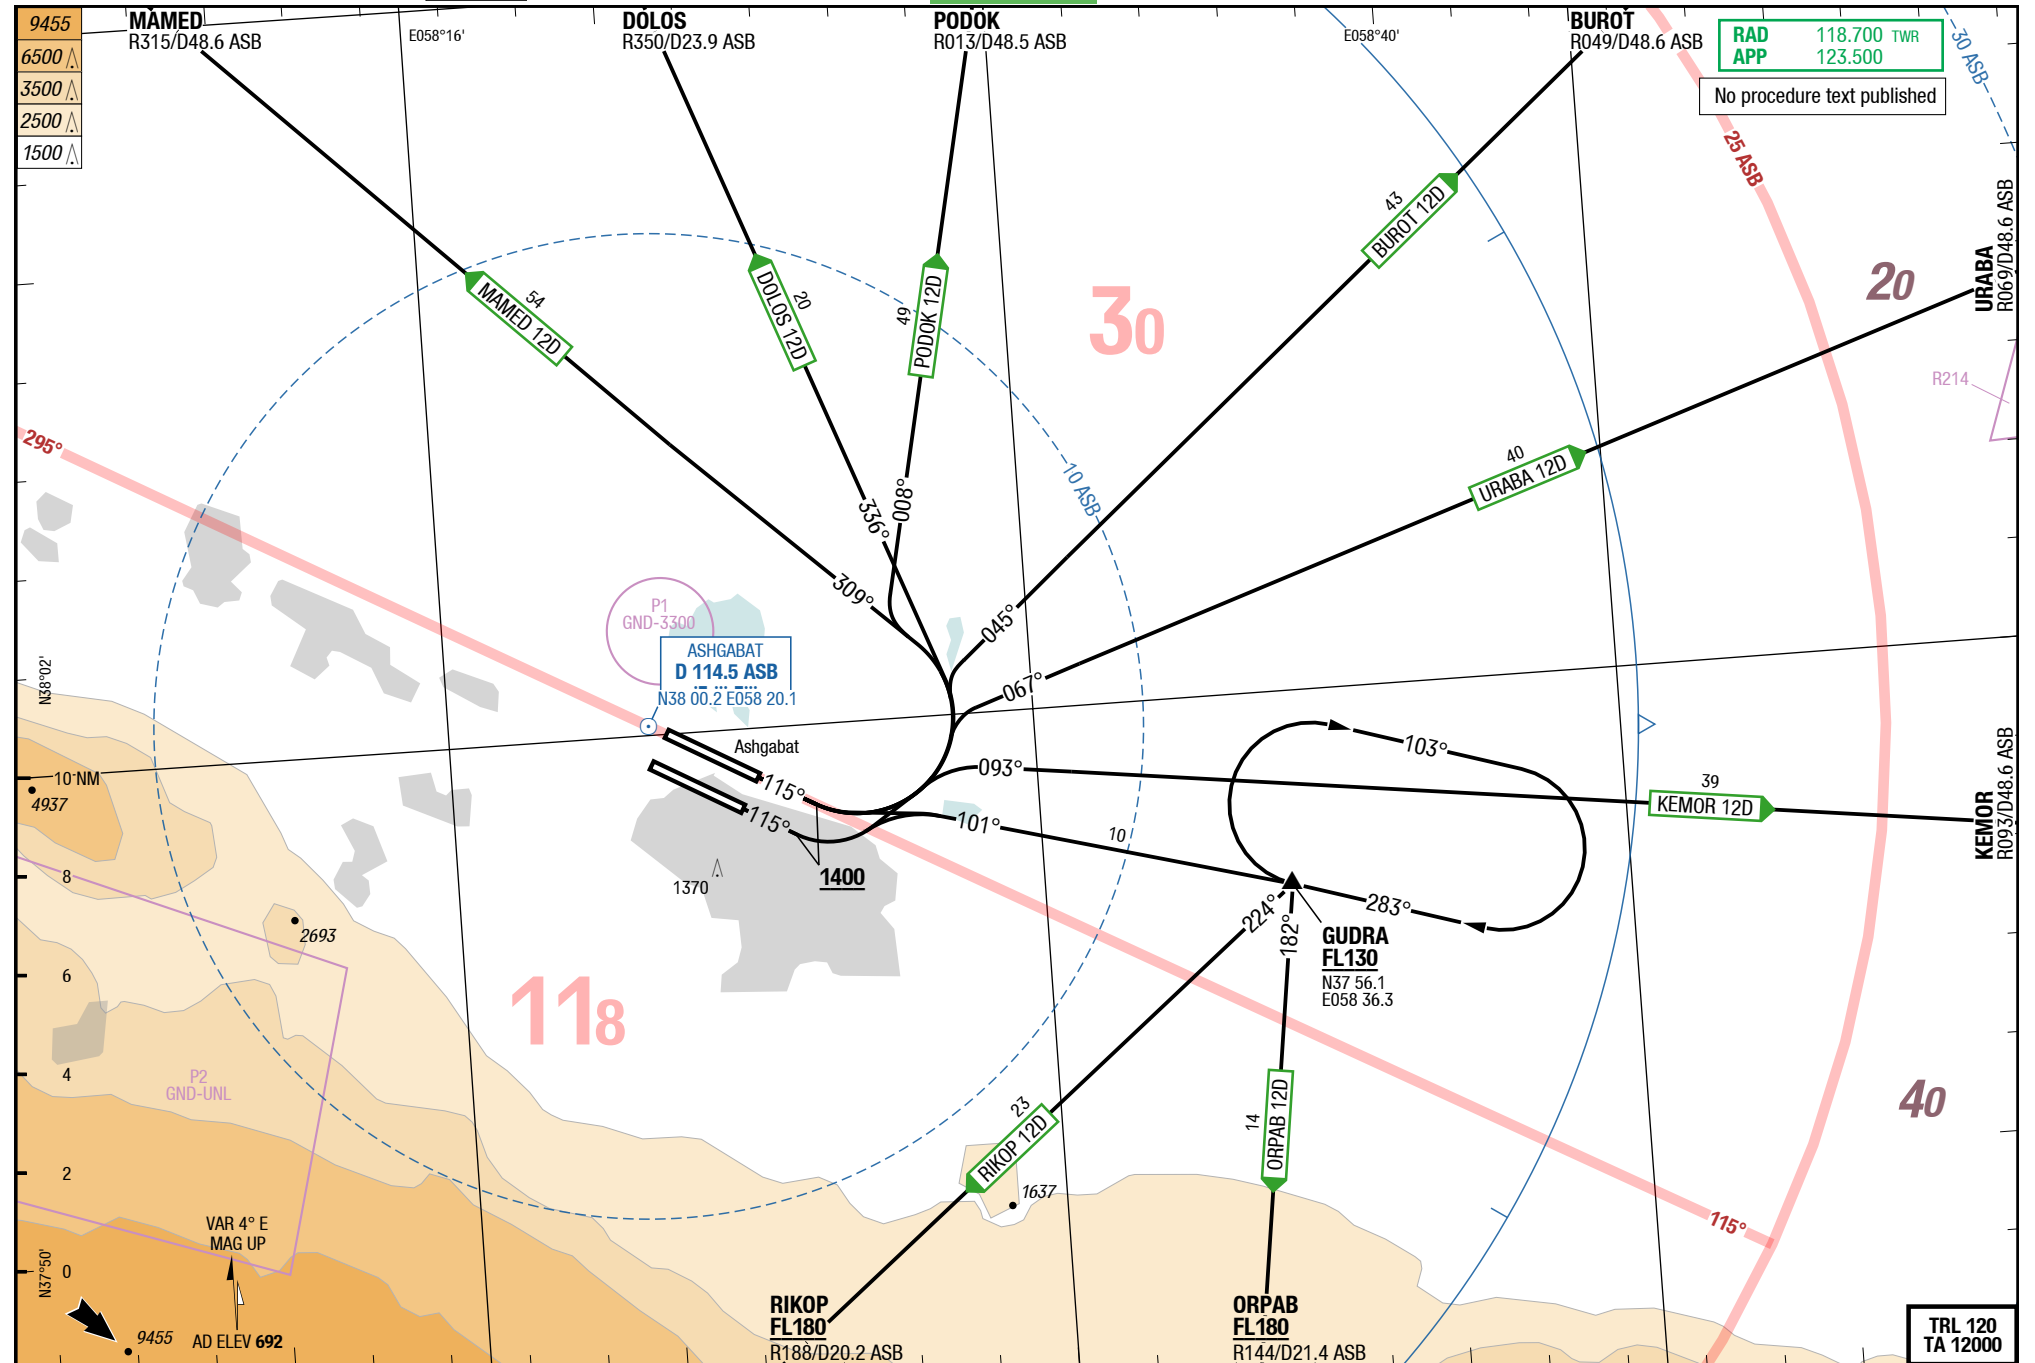 9455
6500
3500
2500
1500
MAMED
R315/D48.6 ASB
E058°16'
DOLOS
R350/D23.9 ASB
PODOK
R013/D48.5 ASB
E058°40'
BUROT
R049/D48.6 ASB
RAD 118.700 TWR
APP 123.500
No procedure text published
30 ASB
25 ASB
URABA
R069/D48.6 ASB
20
R214
43
BUROT 12D
54
MAMED 12D
20
DOLOS 12D
49
PODOK 12D
30
40
URABA 12D
10 ASB
295°
336°
008°
309°
045°
067°
P1
GND-3300
ASHGABAT
D 114.5 ASB
N38 00.2 E058 20.1
N38°02'
Ashgabat
115°
115°
093°
101°
10
103°
39
KEMOR 12D
KEMOR
R093/D48.6 ASB
10 NM
4937
8
1370
1400
283°
224°
182°
GUDRA
FL130
N37 56.1
E058 36.3
2693
6
118
4
P2
GND-UNL
40
23
RIKOP 12D
14
ORPAB 12D
2
1637
115°
VAR 4° E
MAG UP
N37°50'
0
9455
AD ELEV 692
RIKOP
FL180
R188/D20.2 ASB
ORPAB
FL180
R144/D21.4 ASB
TRL 120
TA 12000